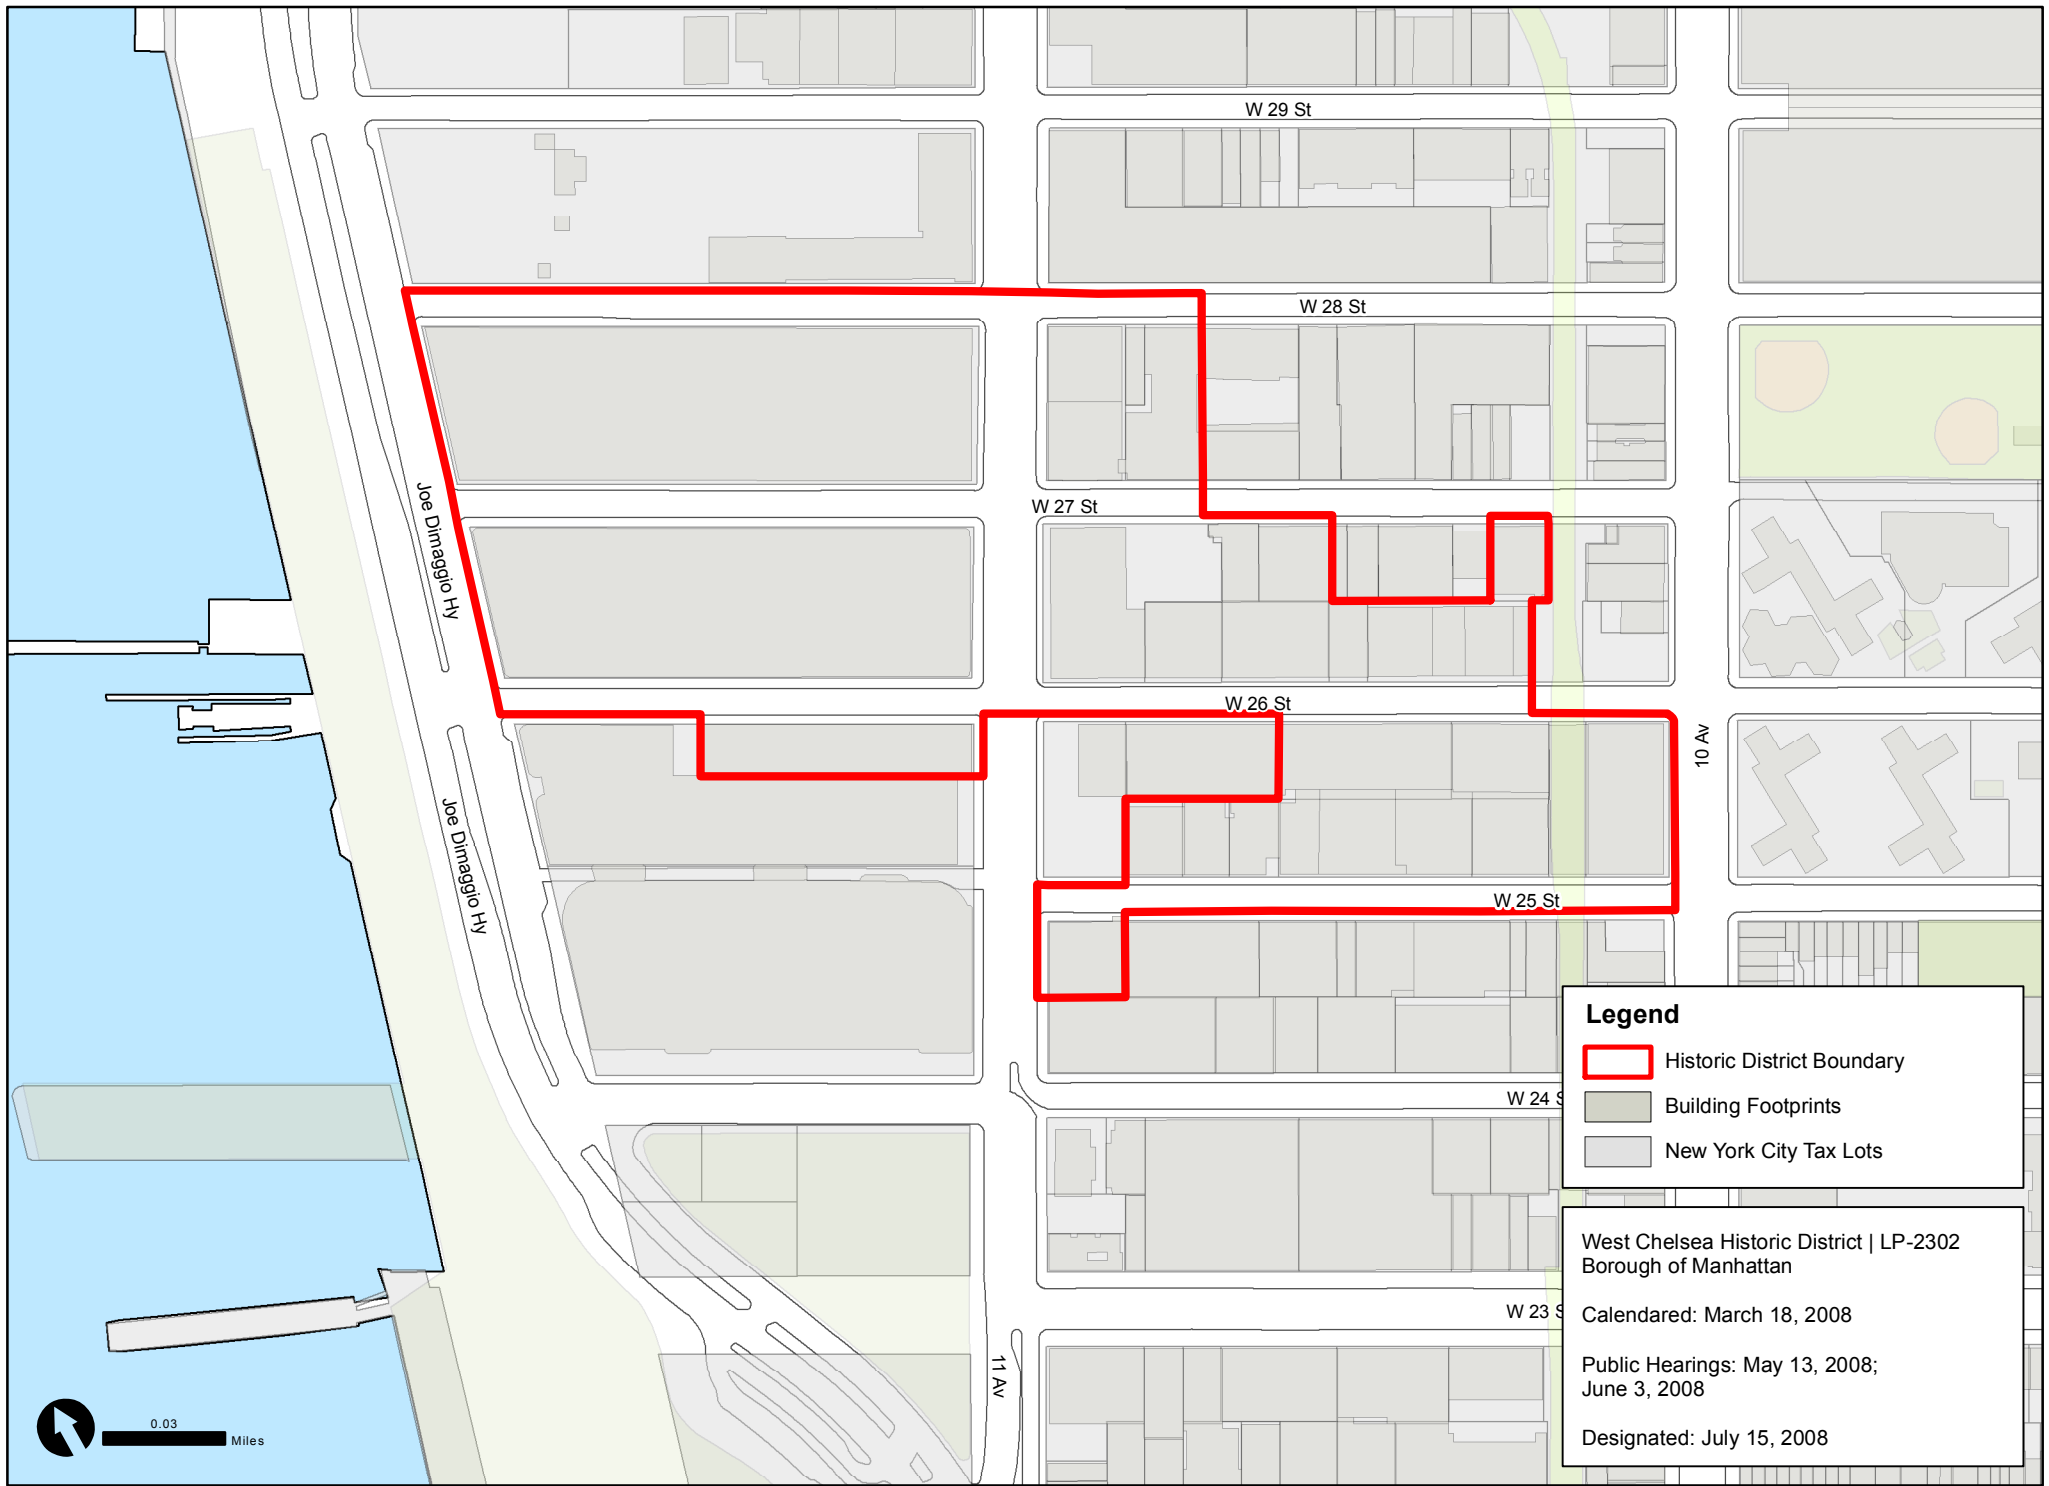 W 29 St
W 28 St
W 27 St
Joe Dimaggio Hy
W 26 St
10 Av
Joe Dimaggio Hy
W 25 St
Legend
Historic District Boundary
Building Footprints
New York City Tax Lots
W 24 S
W 23 S
11 Av
West Chelsea Historic District | LP-2302
Borough of Manhattan
Calendared: March 18, 2008
Public Hearings: May 13, 2008;
June 3, 2008
Designated: July 15, 2008
0.03
Miles